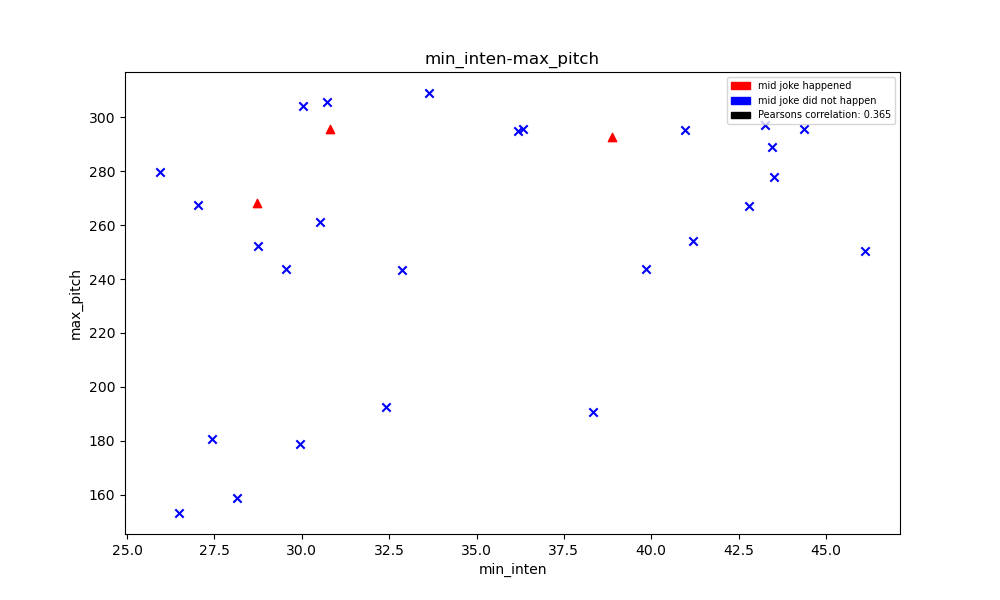 min_inten-max_pitch
mid joke happened
mid joke did not happen
Pearsons correlation: 0.365
300
280
260
240
220
200
180
160
max_pitch
25.0 27.5 30.0 32.5 35.0 37.5 40.0 42.5 45.0
min_inten